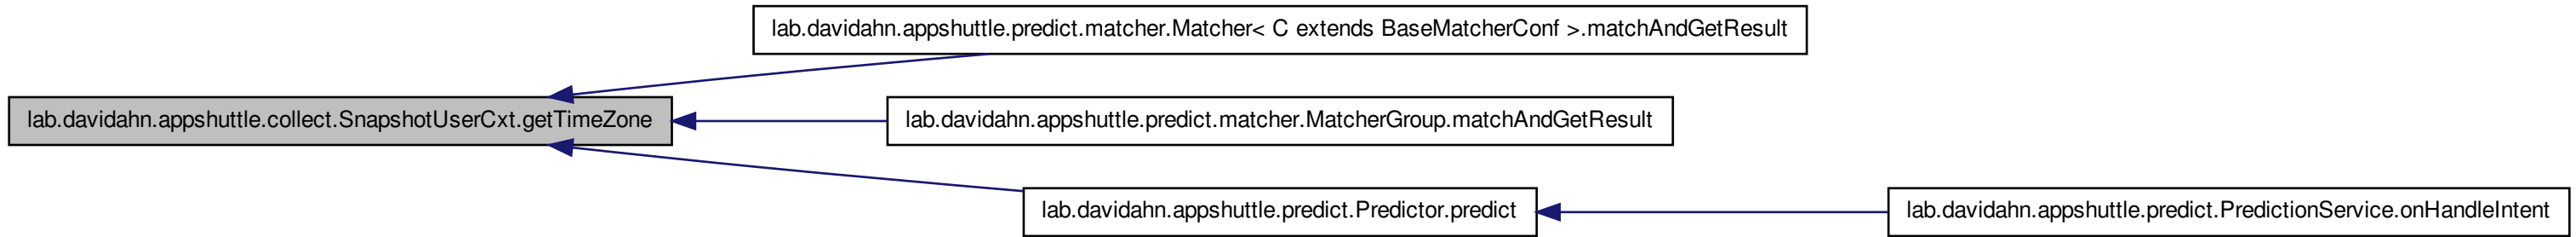 lab.davidahn.appshuttle.predict.matcher.Matcher< C extends BaseMatcherConf >.matchAndGetResult
lab.davidahn.appshuttle.collect.SnapshotUserCxt.getTimeZone
lab.davidahn.appshuttle.predict.matcher.MatcherGroup.matchAndGetResult
lab.davidahn.appshuttle.predict.Predictor.predict
lab.davidahn.appshuttle.predict.PredictionService.onHandleIntent